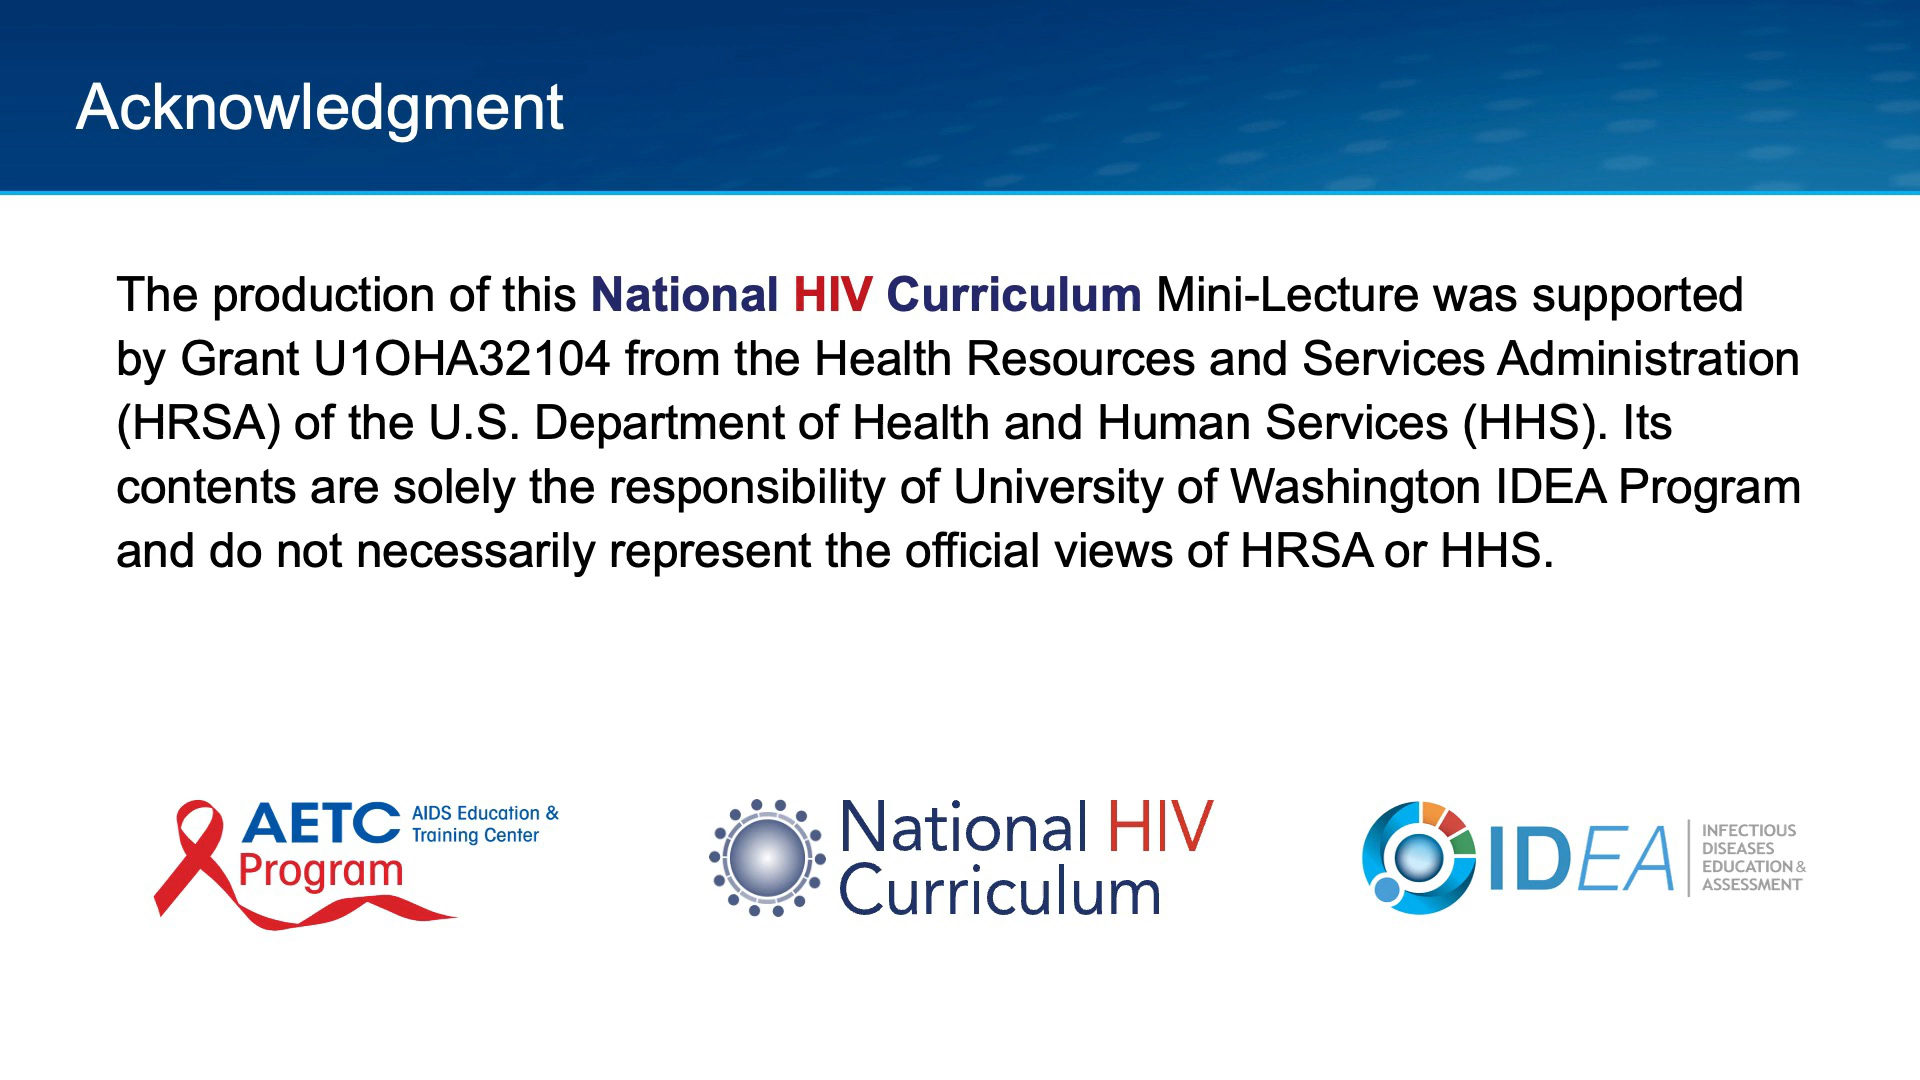 Acknowledgment
The production of this National HIV Curriculum Mini-Lecture was supported
by Grant U1OHA32104 from the Health Resources and Services Administration
(HRSA) of the U.S. Department of Health and Human Services (HHS). Its
contents are solely the responsibility of University of Washington IDEA Program
and do not necessarily represent the official views of HRSA or HHS.
AETC AIDS Education &
Training Center
Program
National HIV
Curriculum
IDEA
INFECTIOUS
DISEASES
EDUCATION &
ASSESSMENT